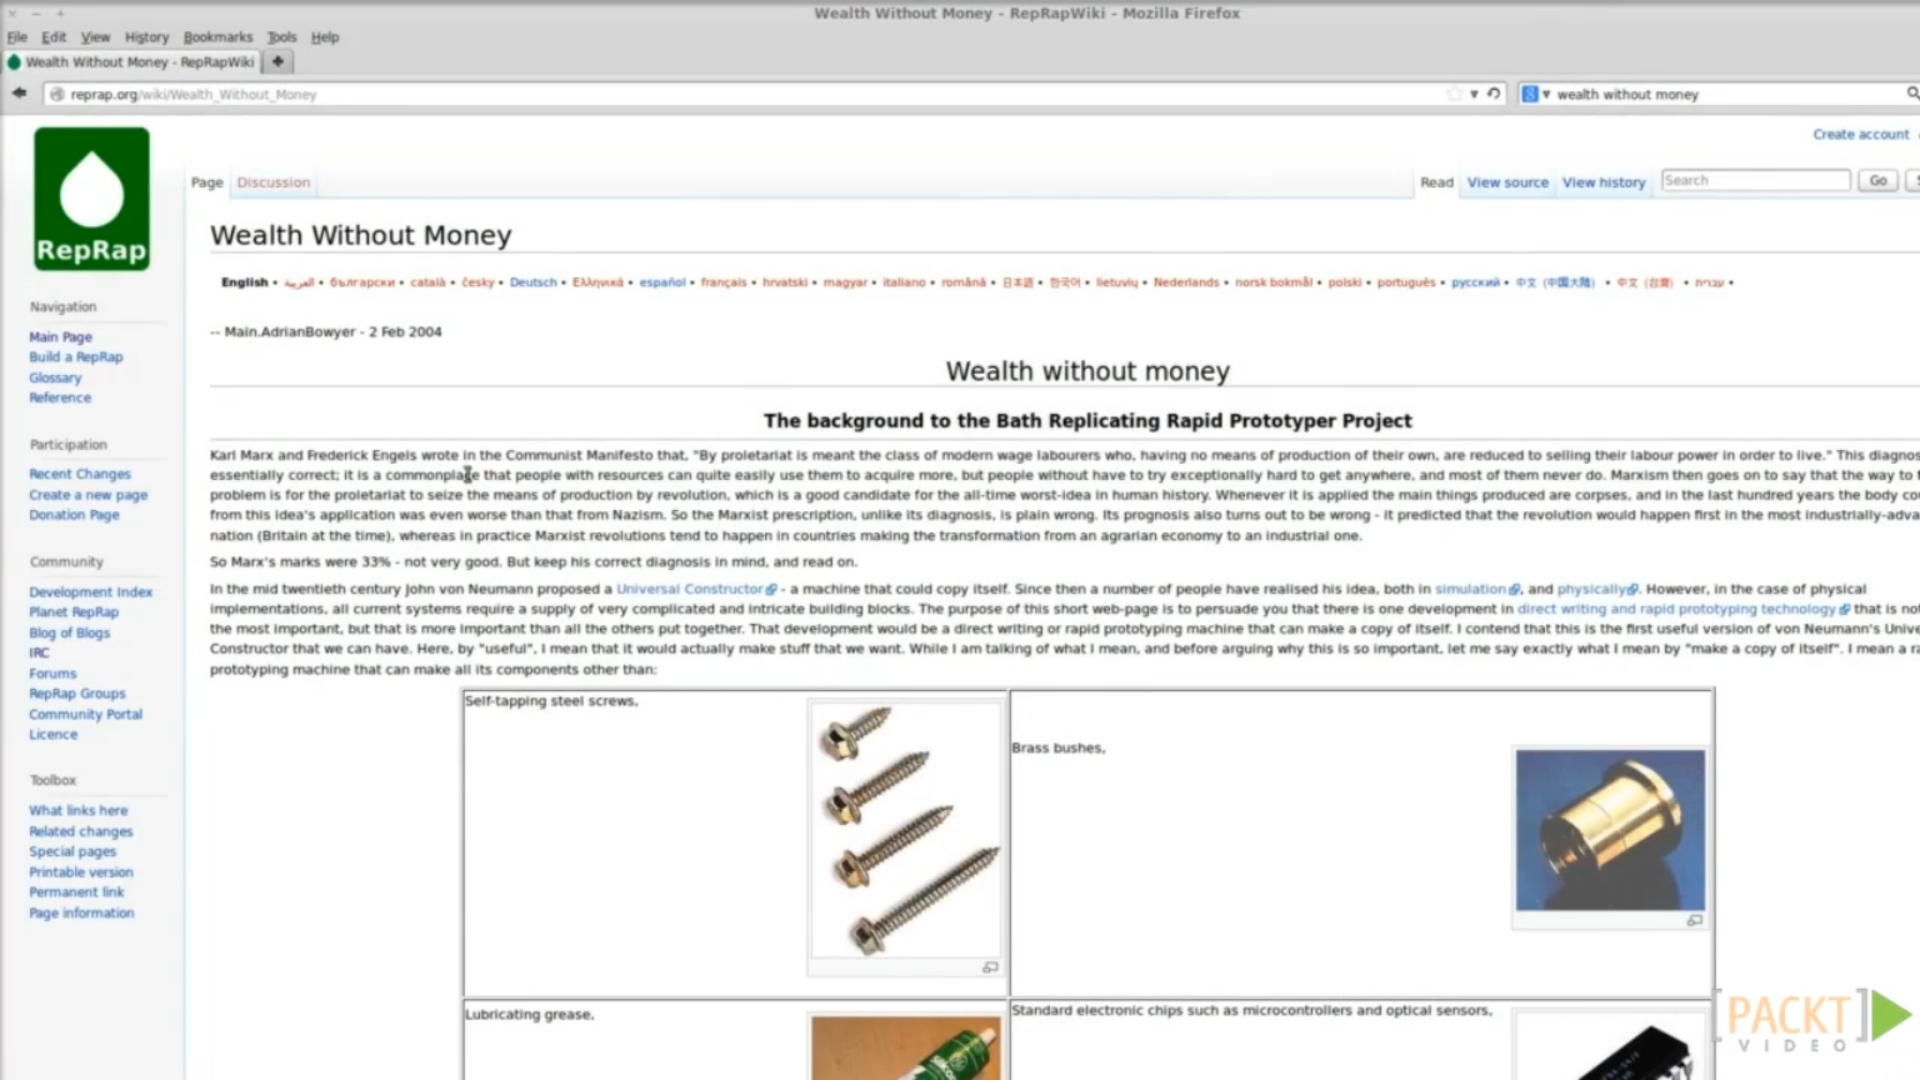 Wealth Without Money - RepRapWiki - Mozilla Firefox
File Edit View History Bookmarks Tools Help
Wealth Without Money - RepRapWiki
reprap.org/wiki/Wealth_Without_Money
wealth without money
Create account
RepRap
Page Discussion
Read View source View history Search Go
Wealth Without Money
English • العربية • български • català • česky • Deutsch • Ελληνικά • español • français • hrvatski • magyar • italiano • română • 日本語 • 한국어 • lietuvių • Nederlands • norsk bokmål • polski • português • русский • 中文 (中国大陆) • 中文 (台灣) • עברית •
-- Main.AdrianBowyer - 2 Feb 2004
Wealth without money
The background to the Bath Replicating Rapid Prototyper Project
Karl Marx and Frederick Engels wrote in the Communist Manifesto that, "By proletariat is meant the class of modern wage labourers who, having no means of production of their own, are reduced to selling their labour power in order to live." This diagnos
essentially correct; it is a commonplace that people with resources can quite easily use them to acquire more, but people without have to try exceptionally hard to get anywhere, and most of them never do. Marxism then goes on to say that the way to
problem is for the proletariat to seize the means of production by revolution, which is a good candidate for the all-time worst-idea in human history. Whenever it is applied the main things produced are corpses, and in the last hundred years the body co
from this idea's application was even worse than that from Nazism. So the Marxist prescription, unlike its diagnosis, is plain wrong. Its prognosis also turns out to be wrong - it predicted that the revolution would happen first in the most industrially-adva
nation (Britain at the time), whereas in practice Marxist revolutions tend to happen in countries making the transformation from an agrarian economy to an industrial one.
So Marx's marks were 33% - not very good. But keep his correct diagnosis in mind, and read on.
In the mid twentieth century John von Neumann proposed a Universal Constructor - a machine that could copy itself. Since then a number of people have realised his idea, both in simulation, and physically. However, in the case of physical
implementations, all current systems require a supply of very complicated and intricate building blocks. The purpose of this short web-page is to persuade you that there is one development in direct writing and rapid prototyping technology that is not
the most important, but that is more important than all the others put together. That development would be a direct writing or rapid prototyping machine that can make a copy of itself. I contend that this is the first useful version of von Neumann's Unive
Constructor that we can have. Here, by "useful", I mean that it would actually make stuff that we want. While I am talking of what I mean, and before arguing why this is so important, let me say exactly what I mean by "make a copy of itself". I mean a ra
prototyping machine that can make all its components other than:
Self-tapping steel screws,
Brass bushes,
Lubricating grease,
Standard electronic chips such as microcontrollers and optical sensors,
Navigation
Main Page
Build a RepRap
Glossary
Reference
Participation
Recent Changes
Create a new page
Donation Page
Community
Development Index
Planet RepRap
Blog of Blogs
IRC
Forums
RepRap Groups
Community Portal
Licence
Toolbox
What links here
Related changes
Special pages
Printable version
Permanent link
Page information
PACKT
VIDEO